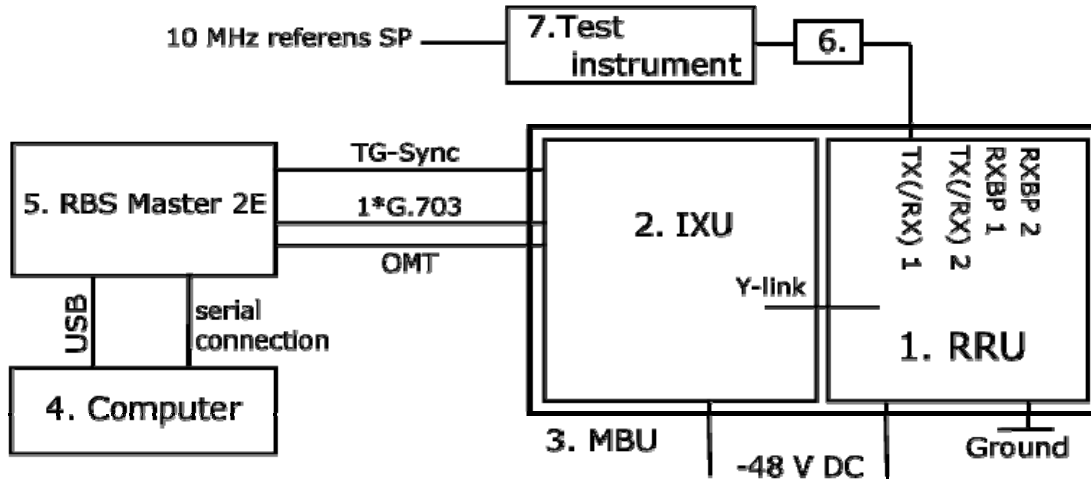 10 MHz referens SP
7.Test
instrument
6.
TG-Sync
5. RBS Master 2E
1*G.703
OMT
2. IXU
TX(/RX) 1
TX(/RX) 2
RXBP 1
RXBP 2
Y-link
1. RRU
USB
serial
connection
4. Computer
3. MBU
-48 V DC
Ground